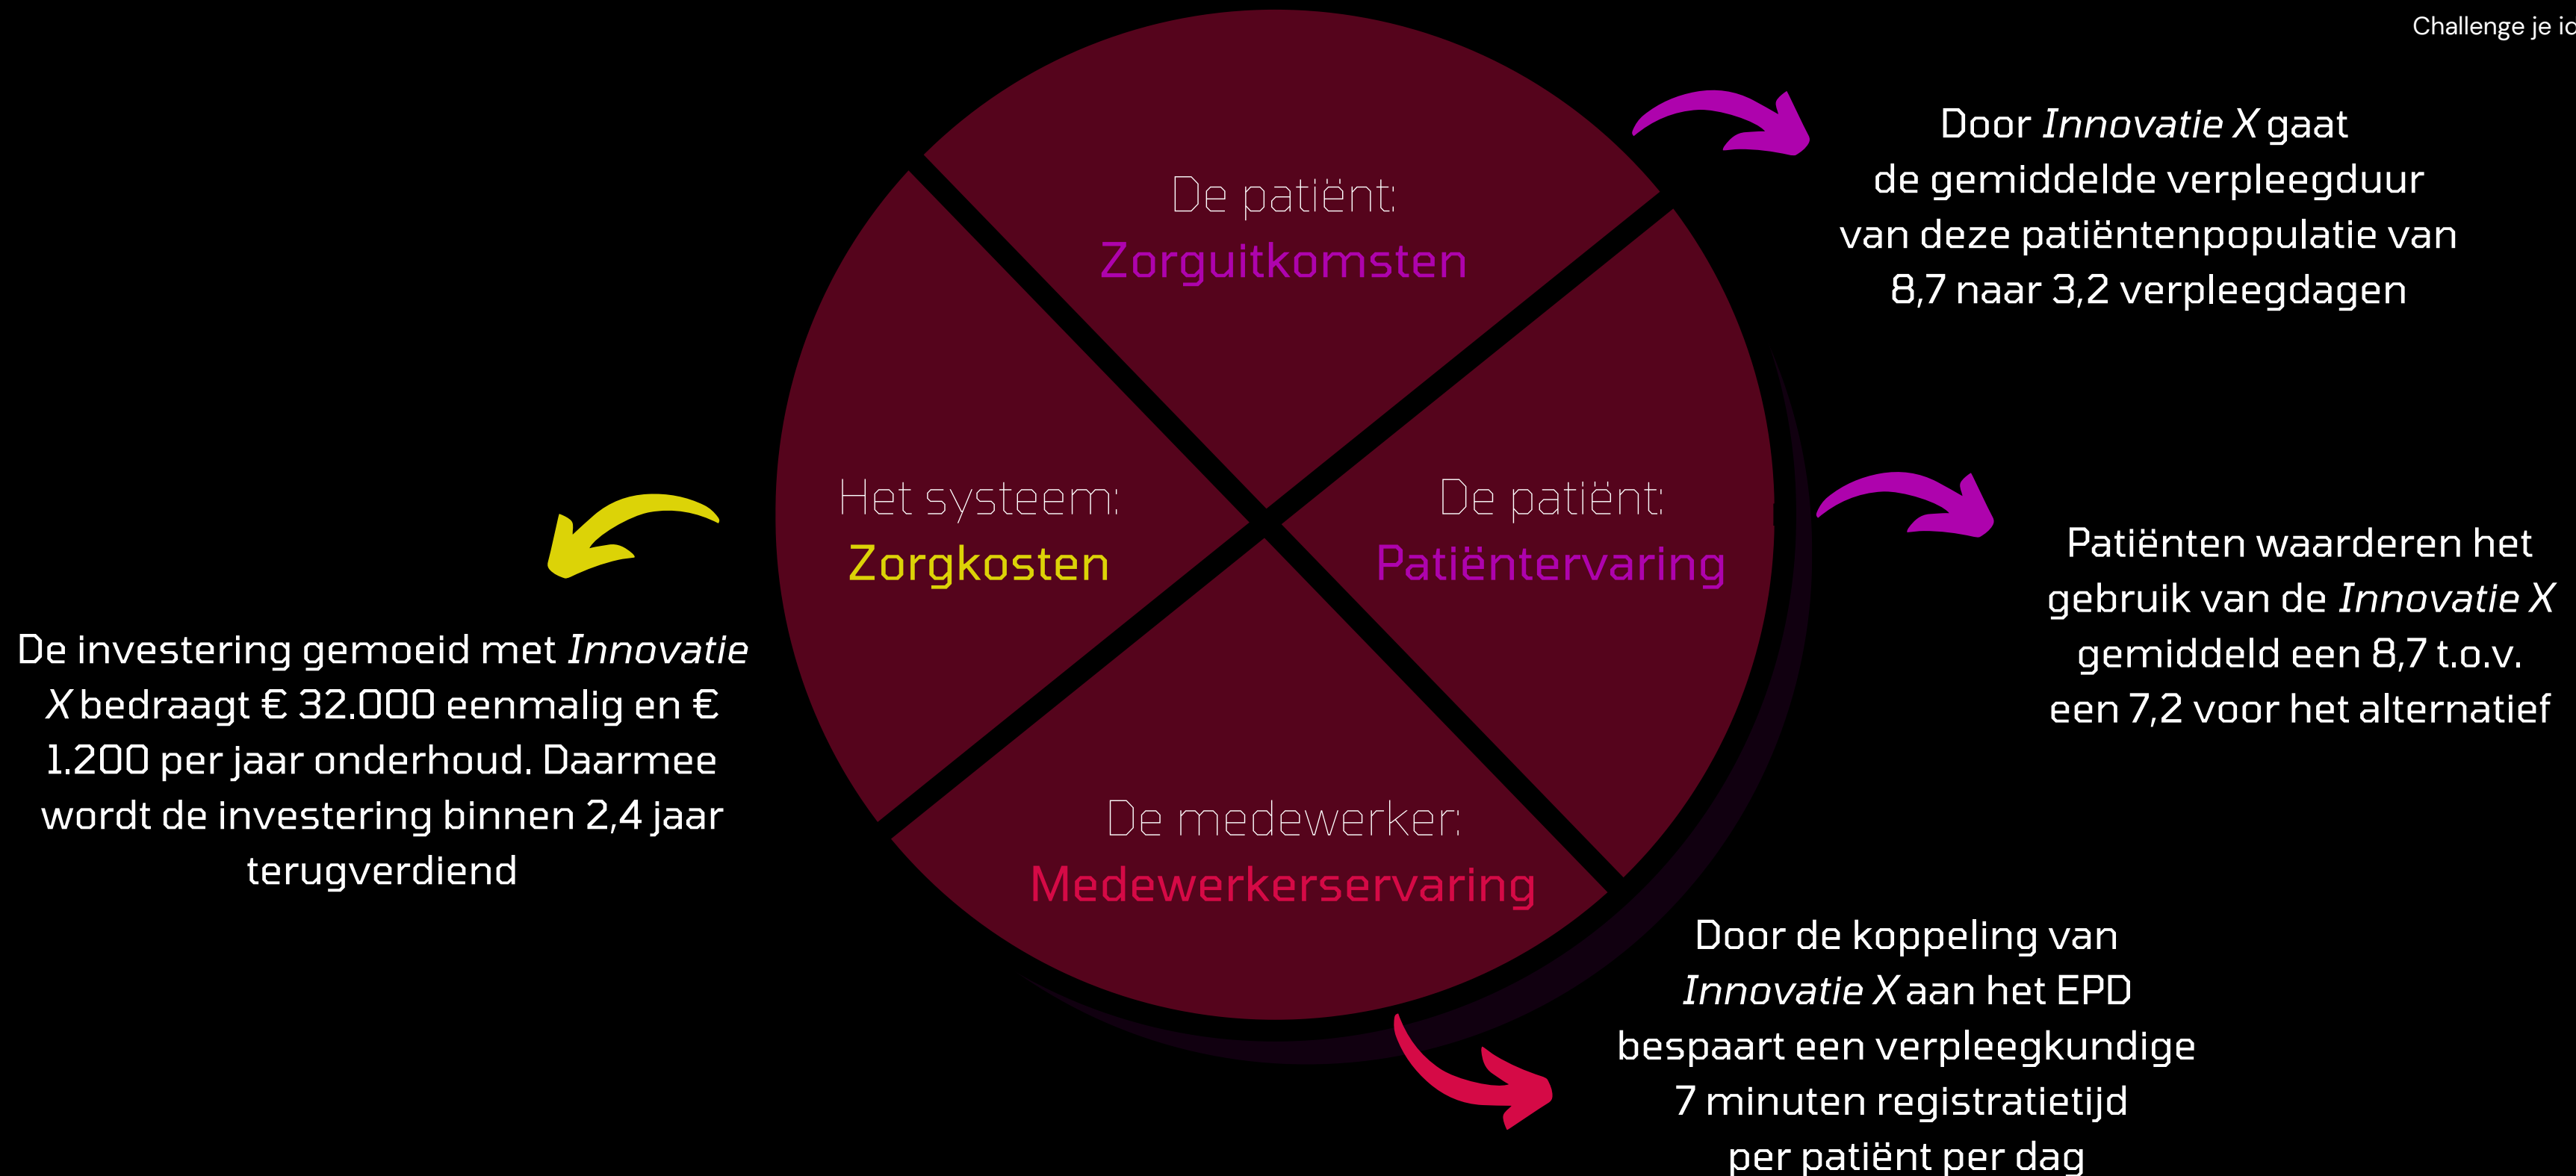 Challenge je id
De patiënt:
Zorguitkomsten
Door Innovatie X gaat
de gemiddelde verpleegduur
van deze patiëntenpopulatie van
8,7 naar 3,2 verpleegdagen
Het systeem:
Zorgkosten
De patiënt:
Patiëntervaring
Patiënten waarderen het
gebruik van de Innovatie X
gemiddeld een 8,7 t.o.v.
een 7,2 voor het alternatief
De investering gemoeid met Innovatie
X bedraagt € 32.000 eenmalig en €
1.200 per jaar onderhoud. Daarmee
wordt de investering binnen 2,4 jaar
terugverdiend
De medewerker:
Medewerkerservaring
Door de koppeling van
Innovatie X aan het EPD
bespaart een verpleegkundige
7 minuten registratietijd
per patiënt per dag